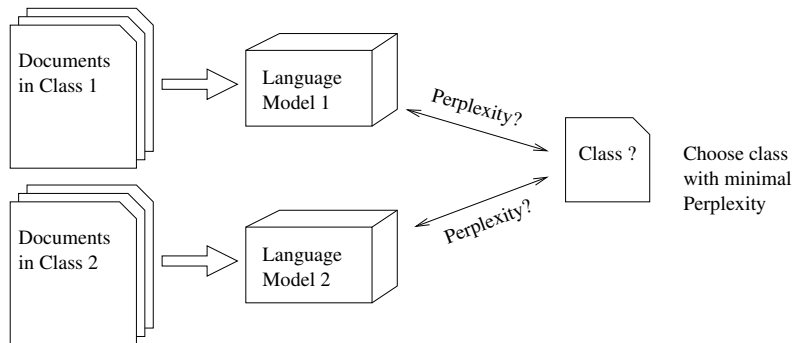 Documents
in Class 1
Language
Model 1
Perplexity?
Class ?
Choose class
with minimal
Perplexity
Documents
in Class 2
Language
Model 2
Perplexity?